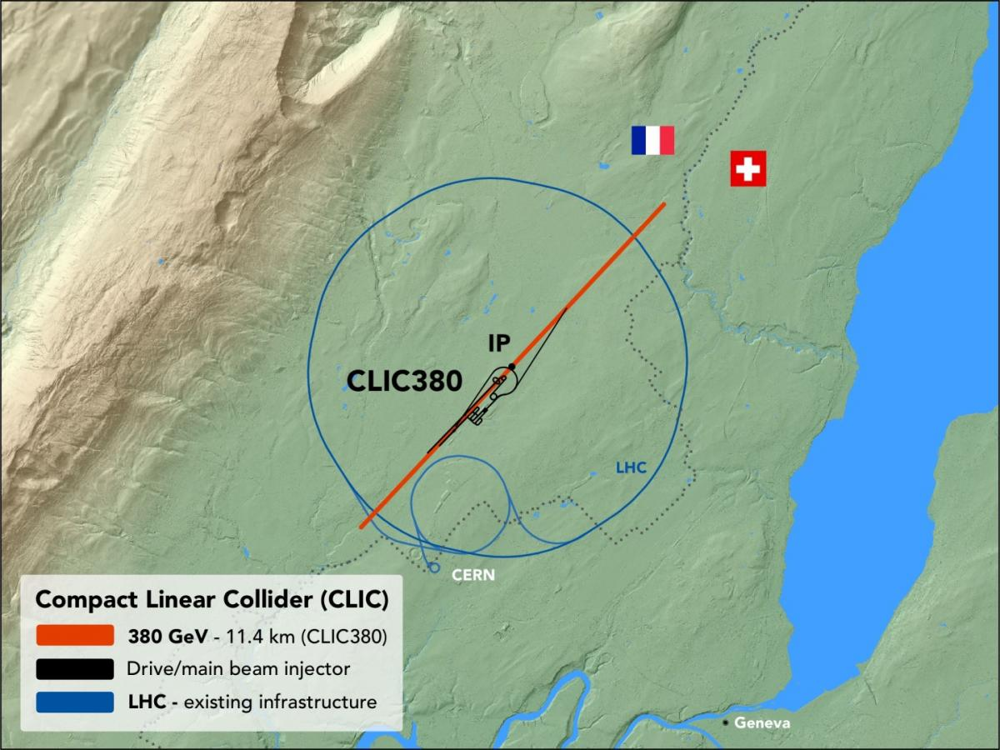 IP
CLIC380
LHC
CERN
Compact Linear Collider (CLIC)
380 GeV - 11.4 km (CLIC380)
Drive/main beam injector
LHC - existing infrastructure
Geneva